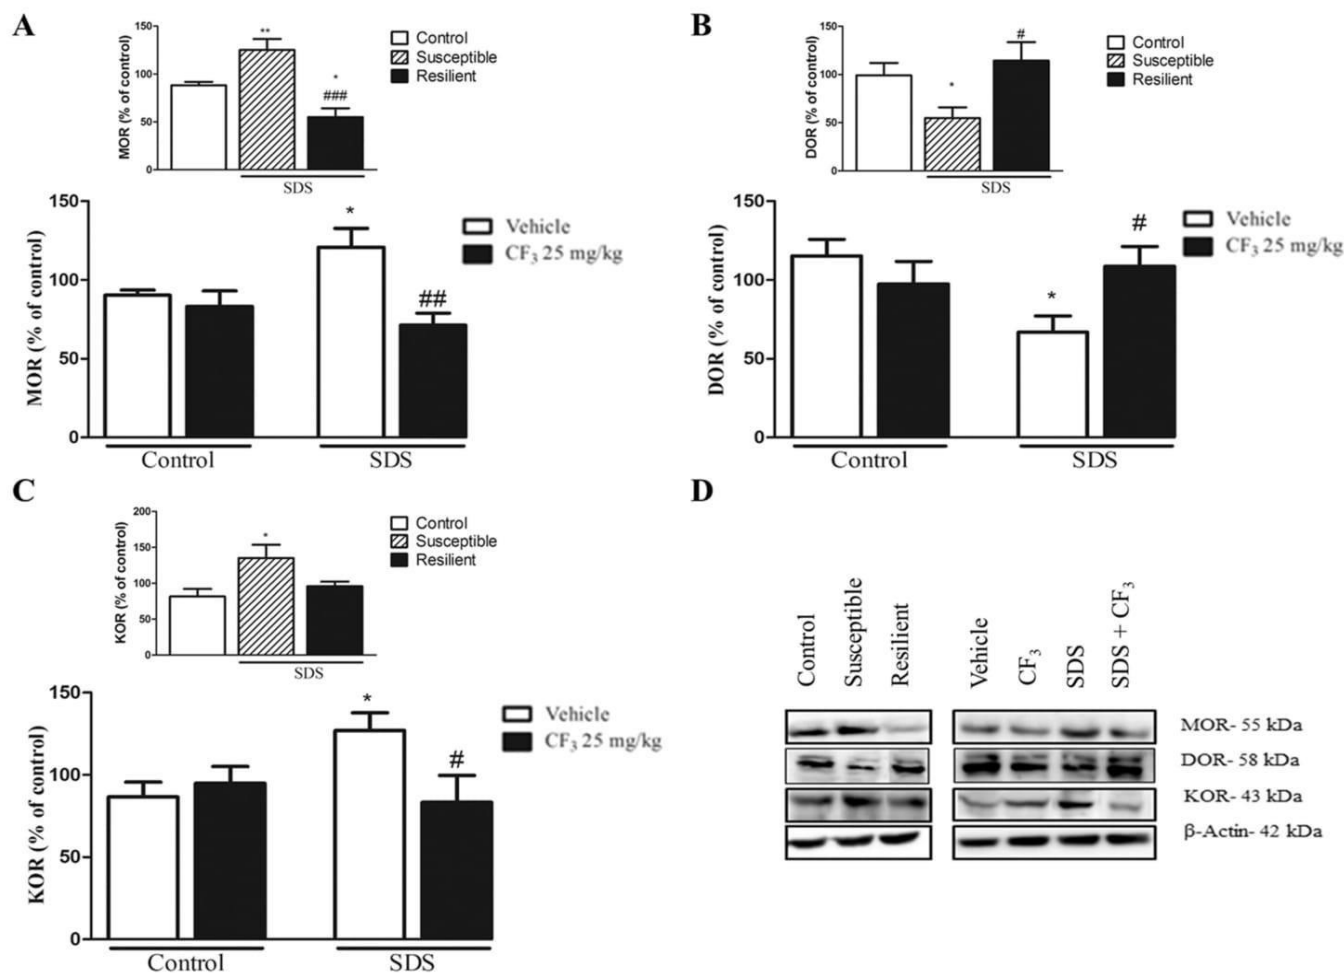 A
MOR (% of control)
150
100
50
0
**
*
###
Control
Susceptible
Resilient
SDS
MOR (% of control)
150
100
50
0
*
##
Vehicle
CF3 25 mg/kg
Control
SDS
B
DOR (% of control)
150
100
50
0
*
#
Control
Susceptible
Resilient
SDS
DOR (% of control)
150
100
50
0
*
#
Vehicle
CF3 25 mg/kg
Control
SDS
C
KOR (% of control)
200
150
100
50
0
*
Control
Susceptible
Resilient
SDS
KOR (% of control)
150
100
50
0
*
#
Vehicle
CF3 25 mg/kg
Control
SDS
D
Control
Susceptible
Resilient
Vehicle
CF3
SDS
SDS + CF3
MOR- 55 kDa
DOR- 58 kDa
KOR- 43 kDa
β-Actin- 42 kDa